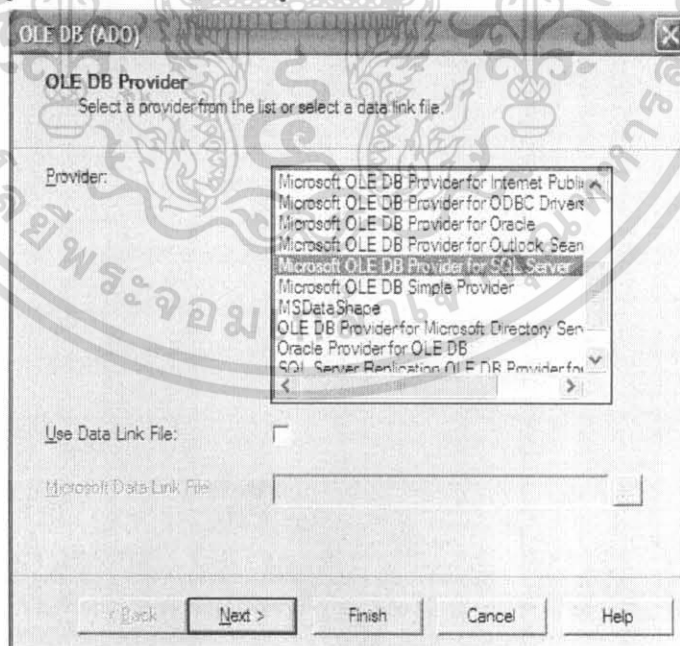 OLE DB (ADO)
OLE DB Provider
Select a provider from the list or select a data link file.
Provider:
Microsoft OLE DB Provider for Internet Publis
Microsoft OLE DB Provider for ODBC Drivers
Microsoft OLE DB Provider for Oracle
Microsoft OLE DB Provider for Outlook Sear
Microsoft OLE DB Provider for SQL Server
Microsoft OLE DB Simple Provider
MSDataShape
OLE DB Provider for Microsoft Directory Serv
Oracle Provider for OLE DB
SQL Server Replication OLE DB Provider for
Use Data Link File:
Microsoft Data Link File:
< Back
Next >
Finish
Cancel
Help